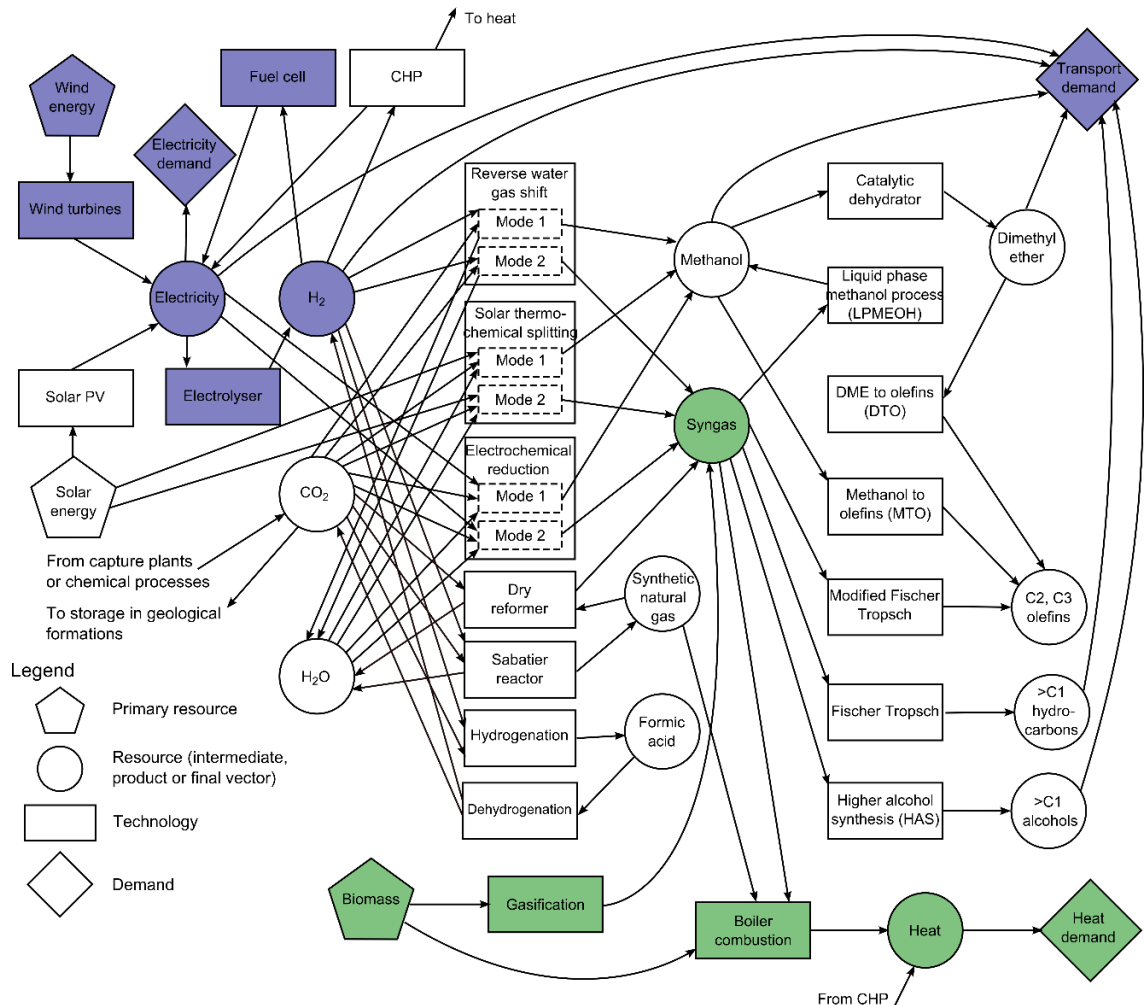 To heat
Wind
energy
Fuel cell
CHP
Transport
demand
Electricity
demand
Wind turbines
Reverse water
gas shift
Mode 1
Mode 2
Catalytic
dehydrator
Methanol
Dimethyl
ether
Electricity
H2
Liquid phase
methanol process
(LPMEOH)
Solar thermo-
chemical splitting
Mode 1
Mode 2
Solar PV
Electrolyser
DME to olefins
(DTO)
Syngas
Electrochemical
reduction
Mode 1
Mode 2
Solar
energy
CO2
Methanol to
olefins (MTO)
From capture plants
or chemical processes
To storage in geological
formations
Dry
reformer
Synthetic
natural
gas
Modified Fischer
Tropsch
C2, C3
olefins
H2O
Sabatier
reactor
Legend
Primary resource
Resource (intermediate,
product or final vector)
Technology
Demand
Hydrogenation
Formic
acid
Fischer Tropsch
>C1
hydro-
carbons
Dehydrogenation
Higher alcohol
synthesis (HAS)
>C1
alcohols
Biomass
Gasification
Boiler
combustion
Heat
Heat
demand
From CHP